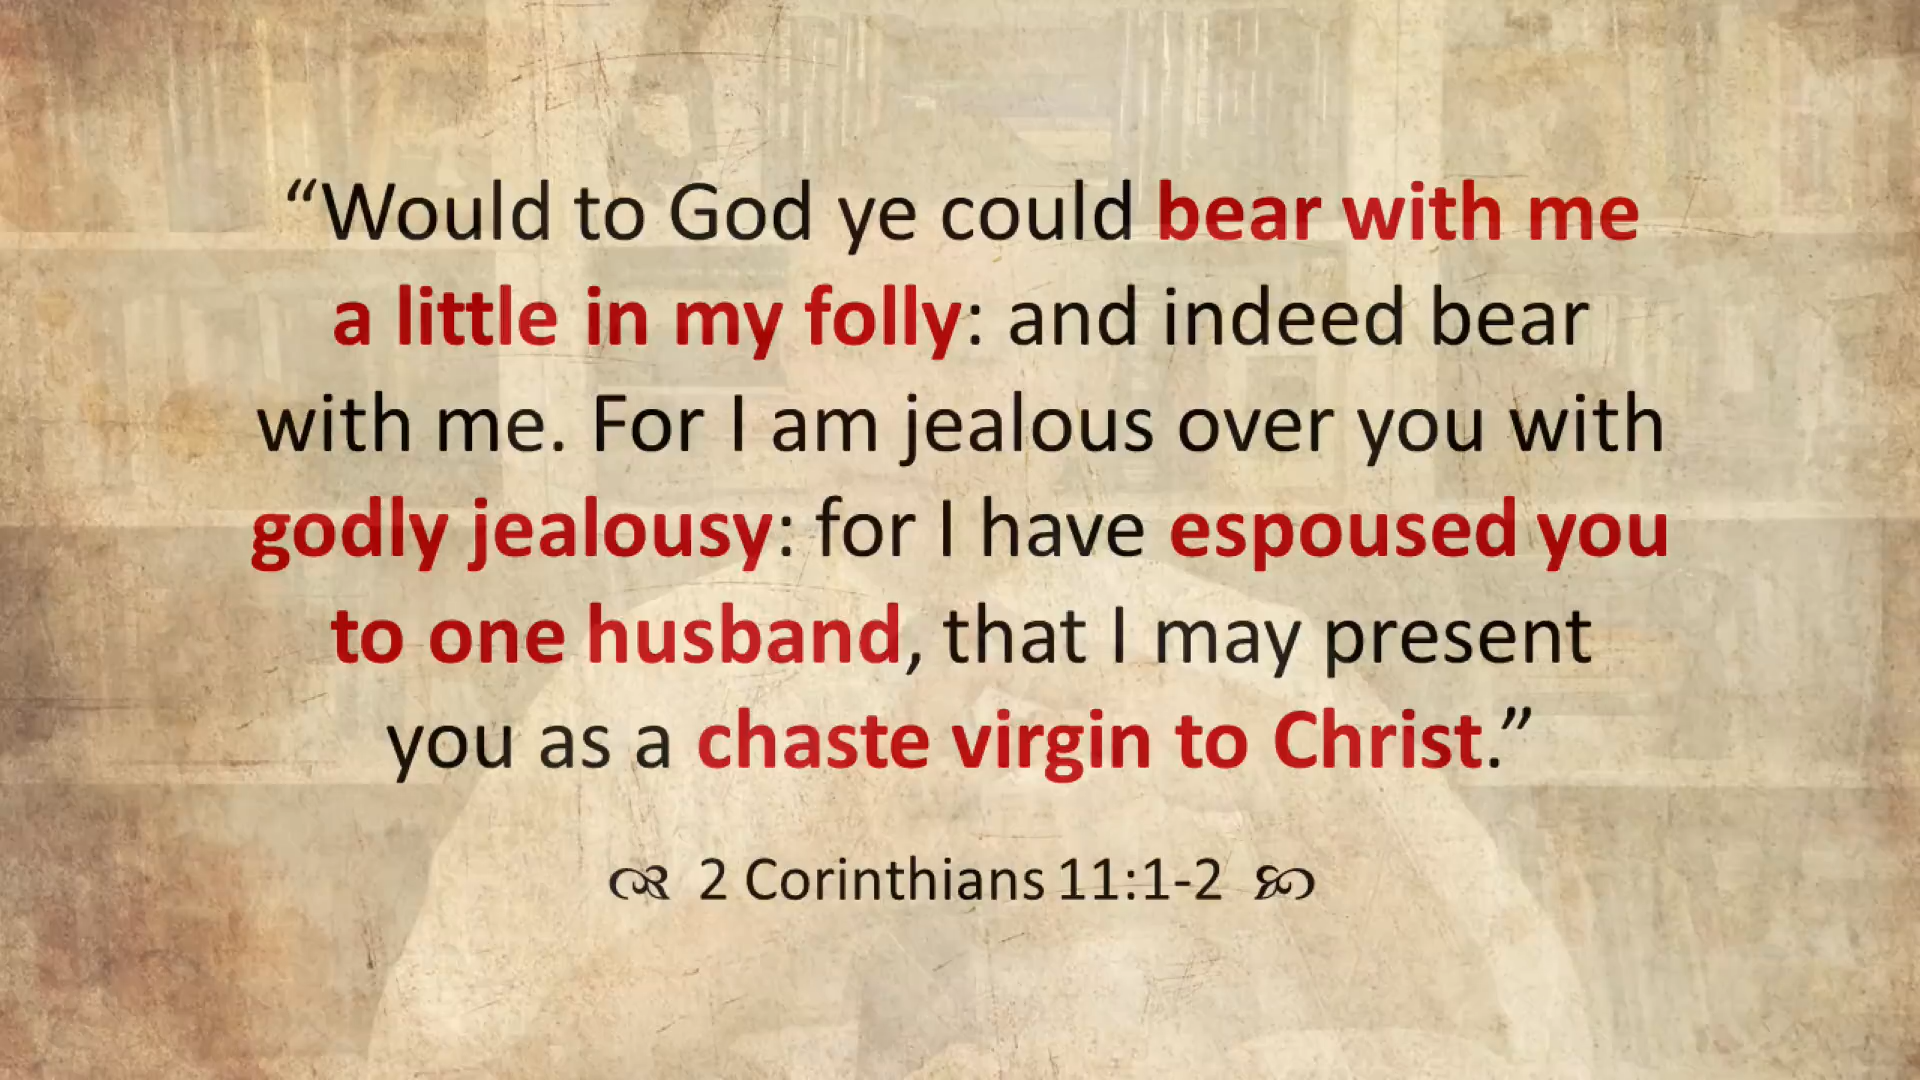 “Would to God ye could bear with me
a little in my folly: and indeed bear
with me. For I am jealous over you with
godly jealousy: for I have espoused you
to one husband, that I may present
you as a chaste virgin to Christ.”
2 Corinthians 11:1-2